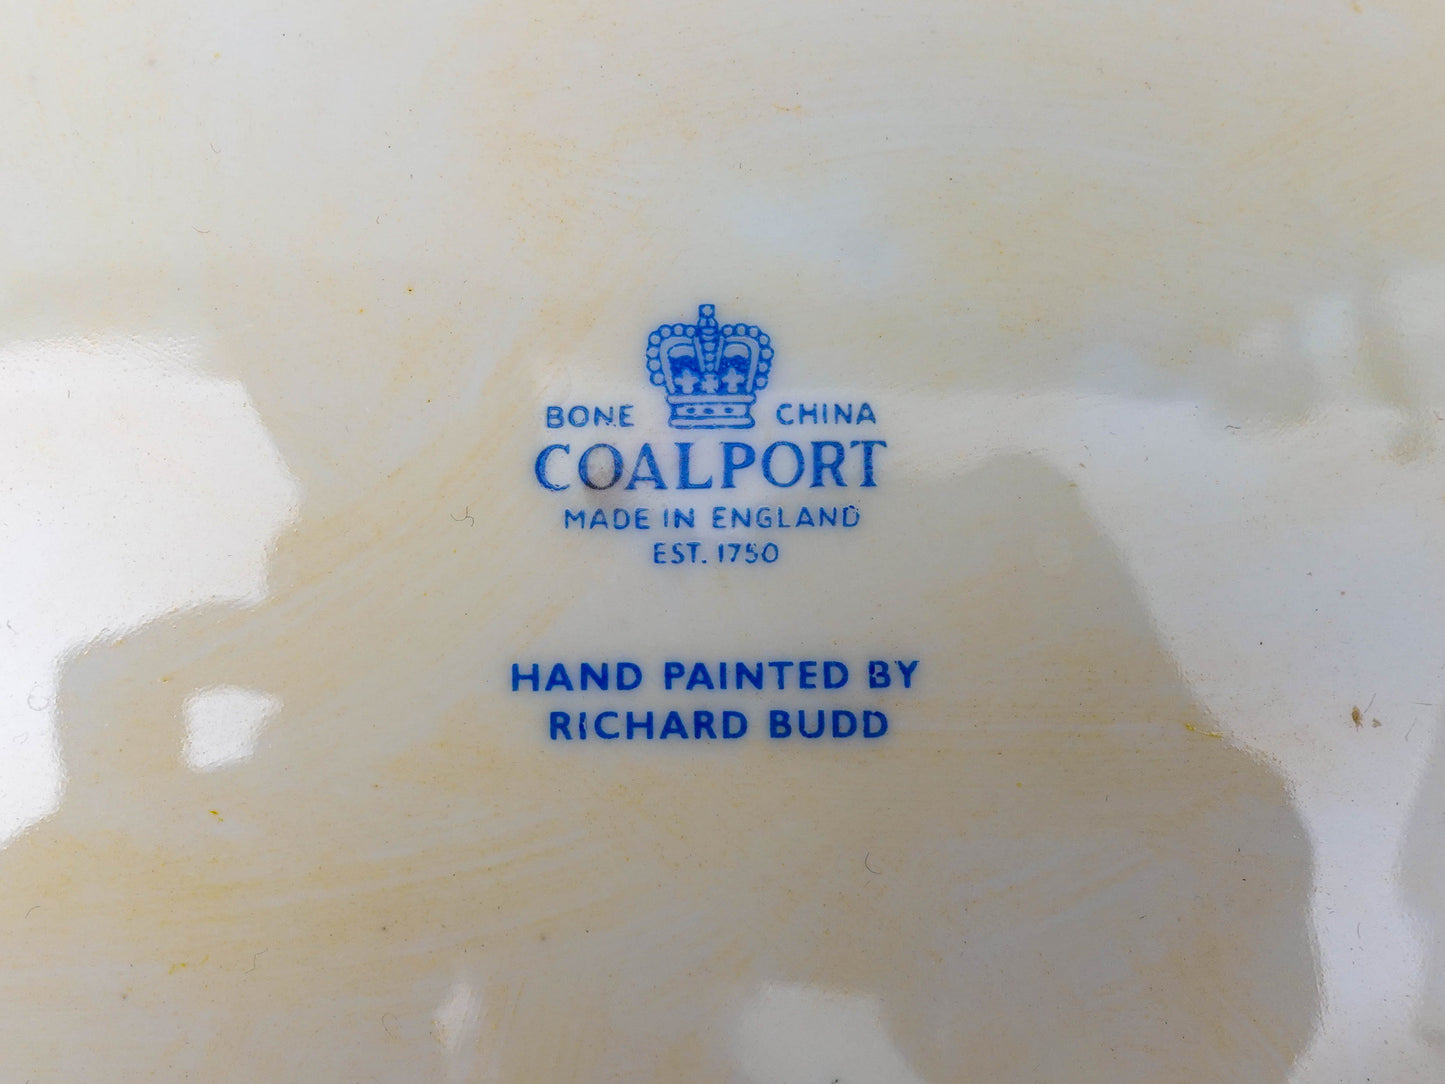 BONE CHINA
COALPORT
MADE IN ENGLAND
EST. 1750
HAND PAINTED BY
RICHARD BUDD